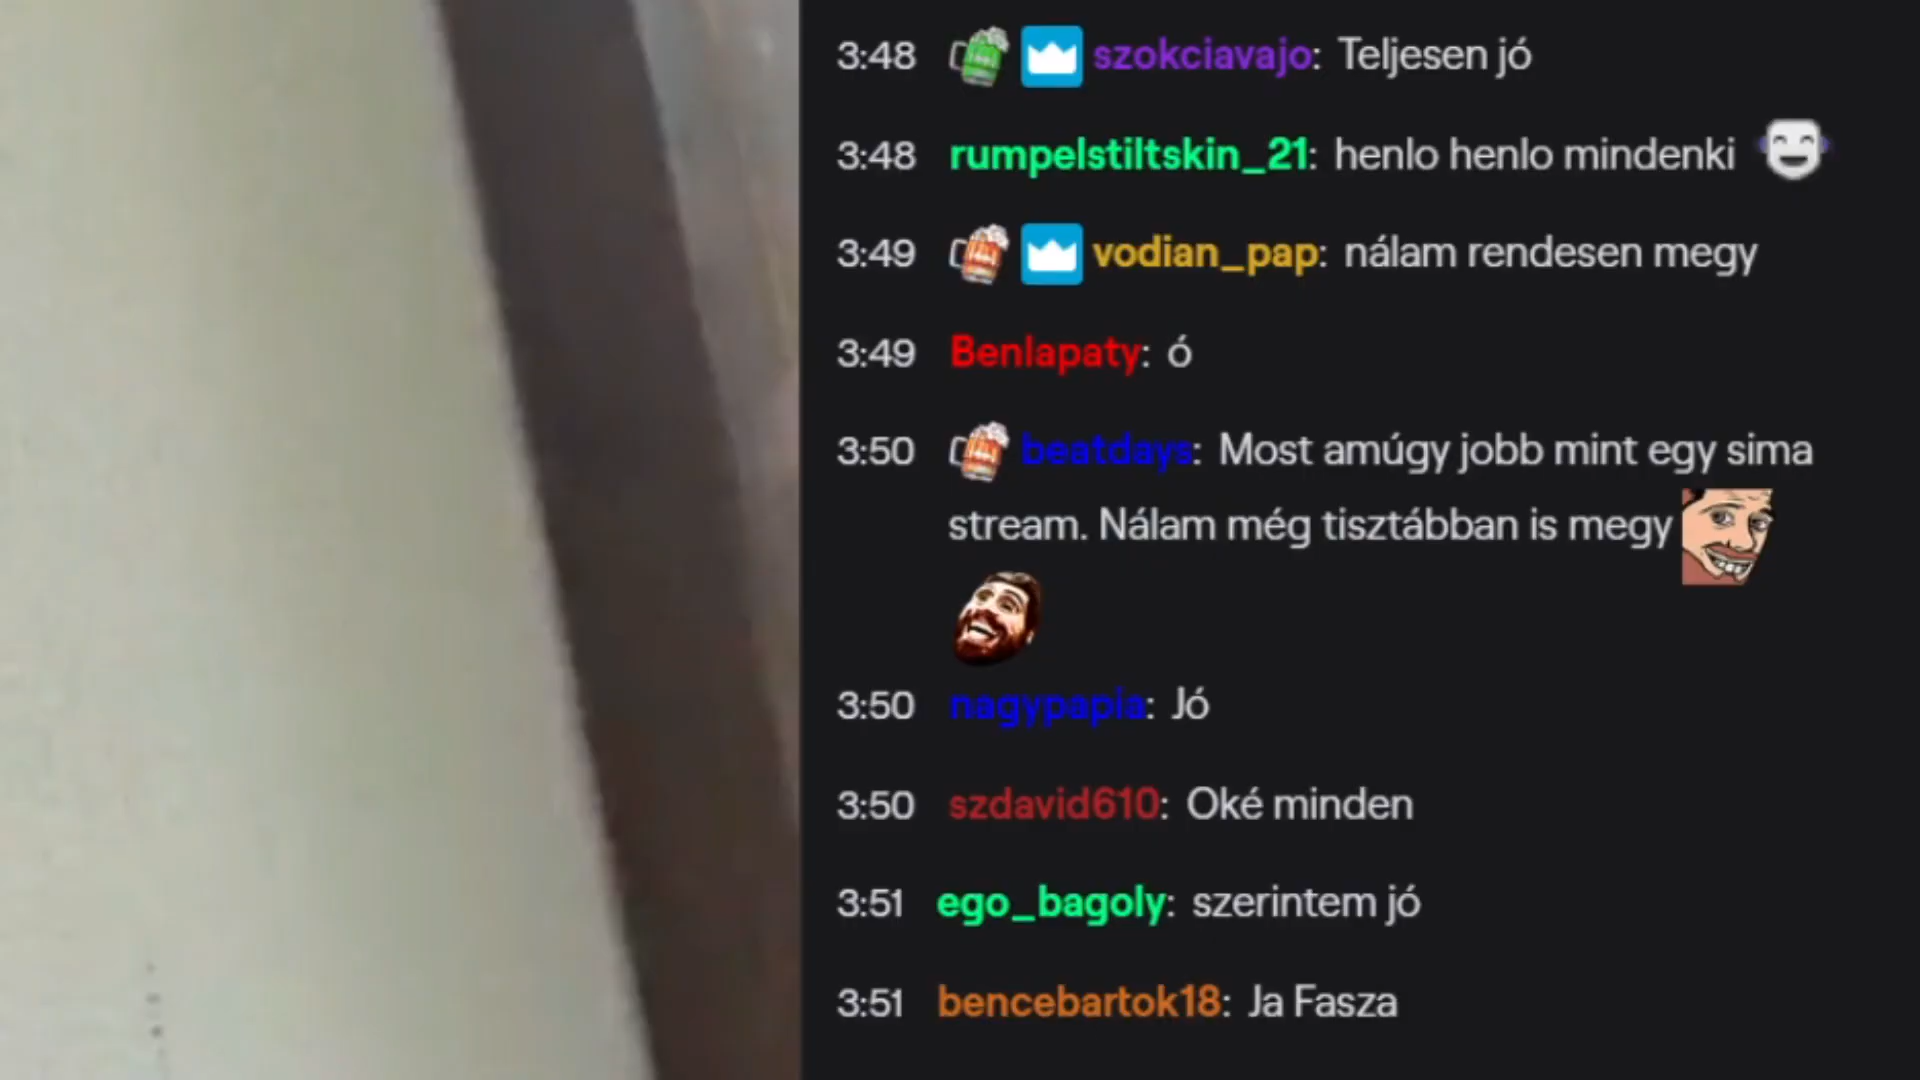 3:48 szokciavajo: Teljesen jó
3:48 rumpelstiltskin_21: henlo henlo mindenki
3:49 vodian_pap: nálam rendesen megy
3:49 Benlapaty: ó
3:50 beatdays: Most amúgy jobb mint egy sima
stream. Nálam még tisztábban is megy
3:50 nagypapia: Jó
3:50 szdavid610: Oké minden
3:51 ego_bagoly: szerintem jó
3:51 bencebartok18: Ja Fasza